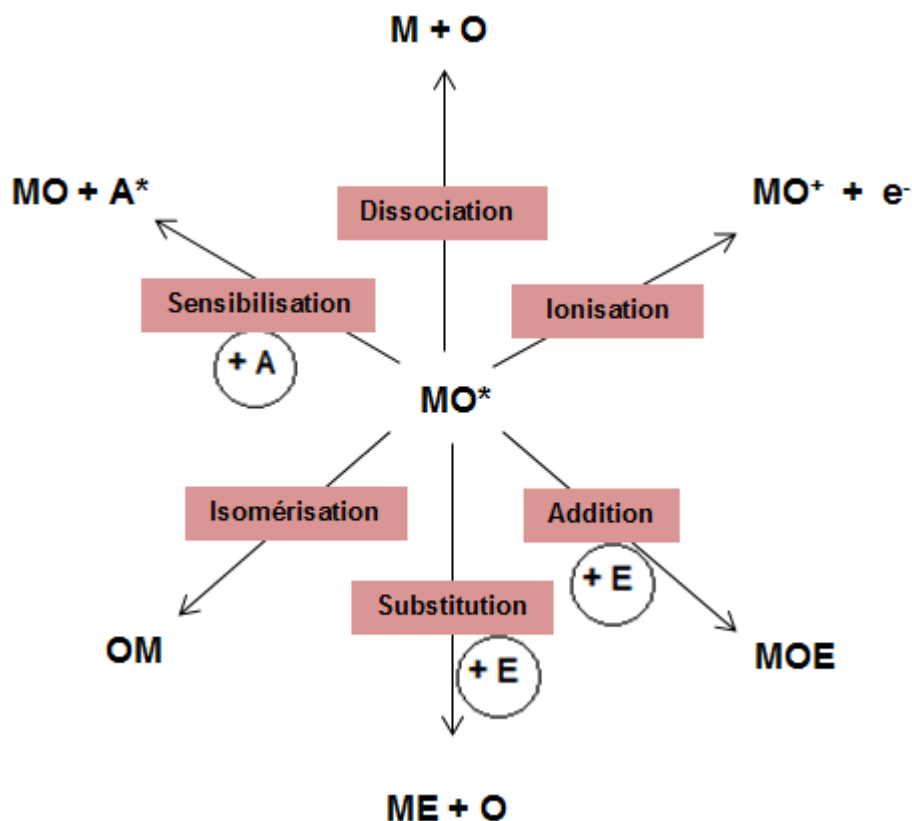 M + O
MO + A*
MO⁺ + e⁻
Dissociation
Sensibilisation
Ionisation
+ A
MO*
Isomérisation
Addition
+ E
Substitution
+ E
OM
MOE
ME + O